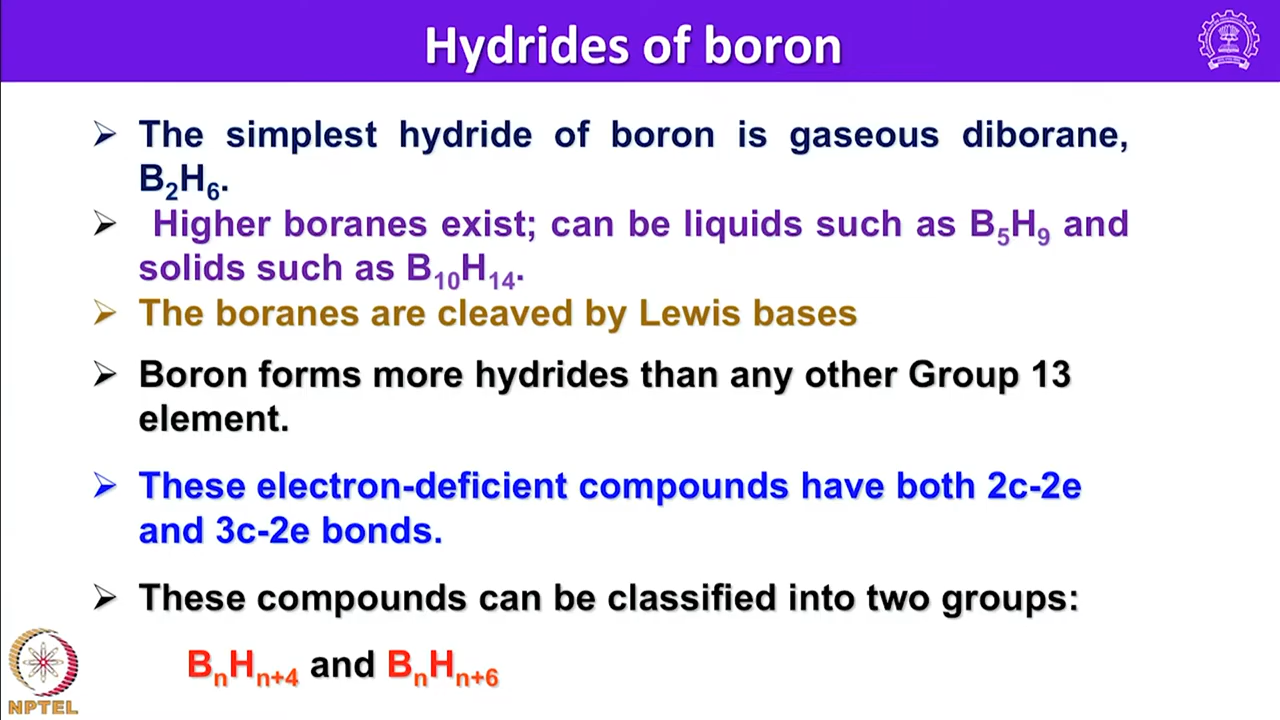 Hydrides of boron
➢ The simplest hydride of boron is gaseous diborane,
B₂H₆.
➢ Higher boranes exist; can be liquids such as B₅H₉ and
solids such as B₁₀H₁₄.
➢ The boranes are cleaved by Lewis bases
➢ Boron forms more hydrides than any other Group 13
element.
➢ These electron-deficient compounds have both 2c-2e
and 3c-2e bonds.
➢ These compounds can be classified into two groups:
BₙHₙ₊₄ and BₙHₙ₊₆
NPTEL